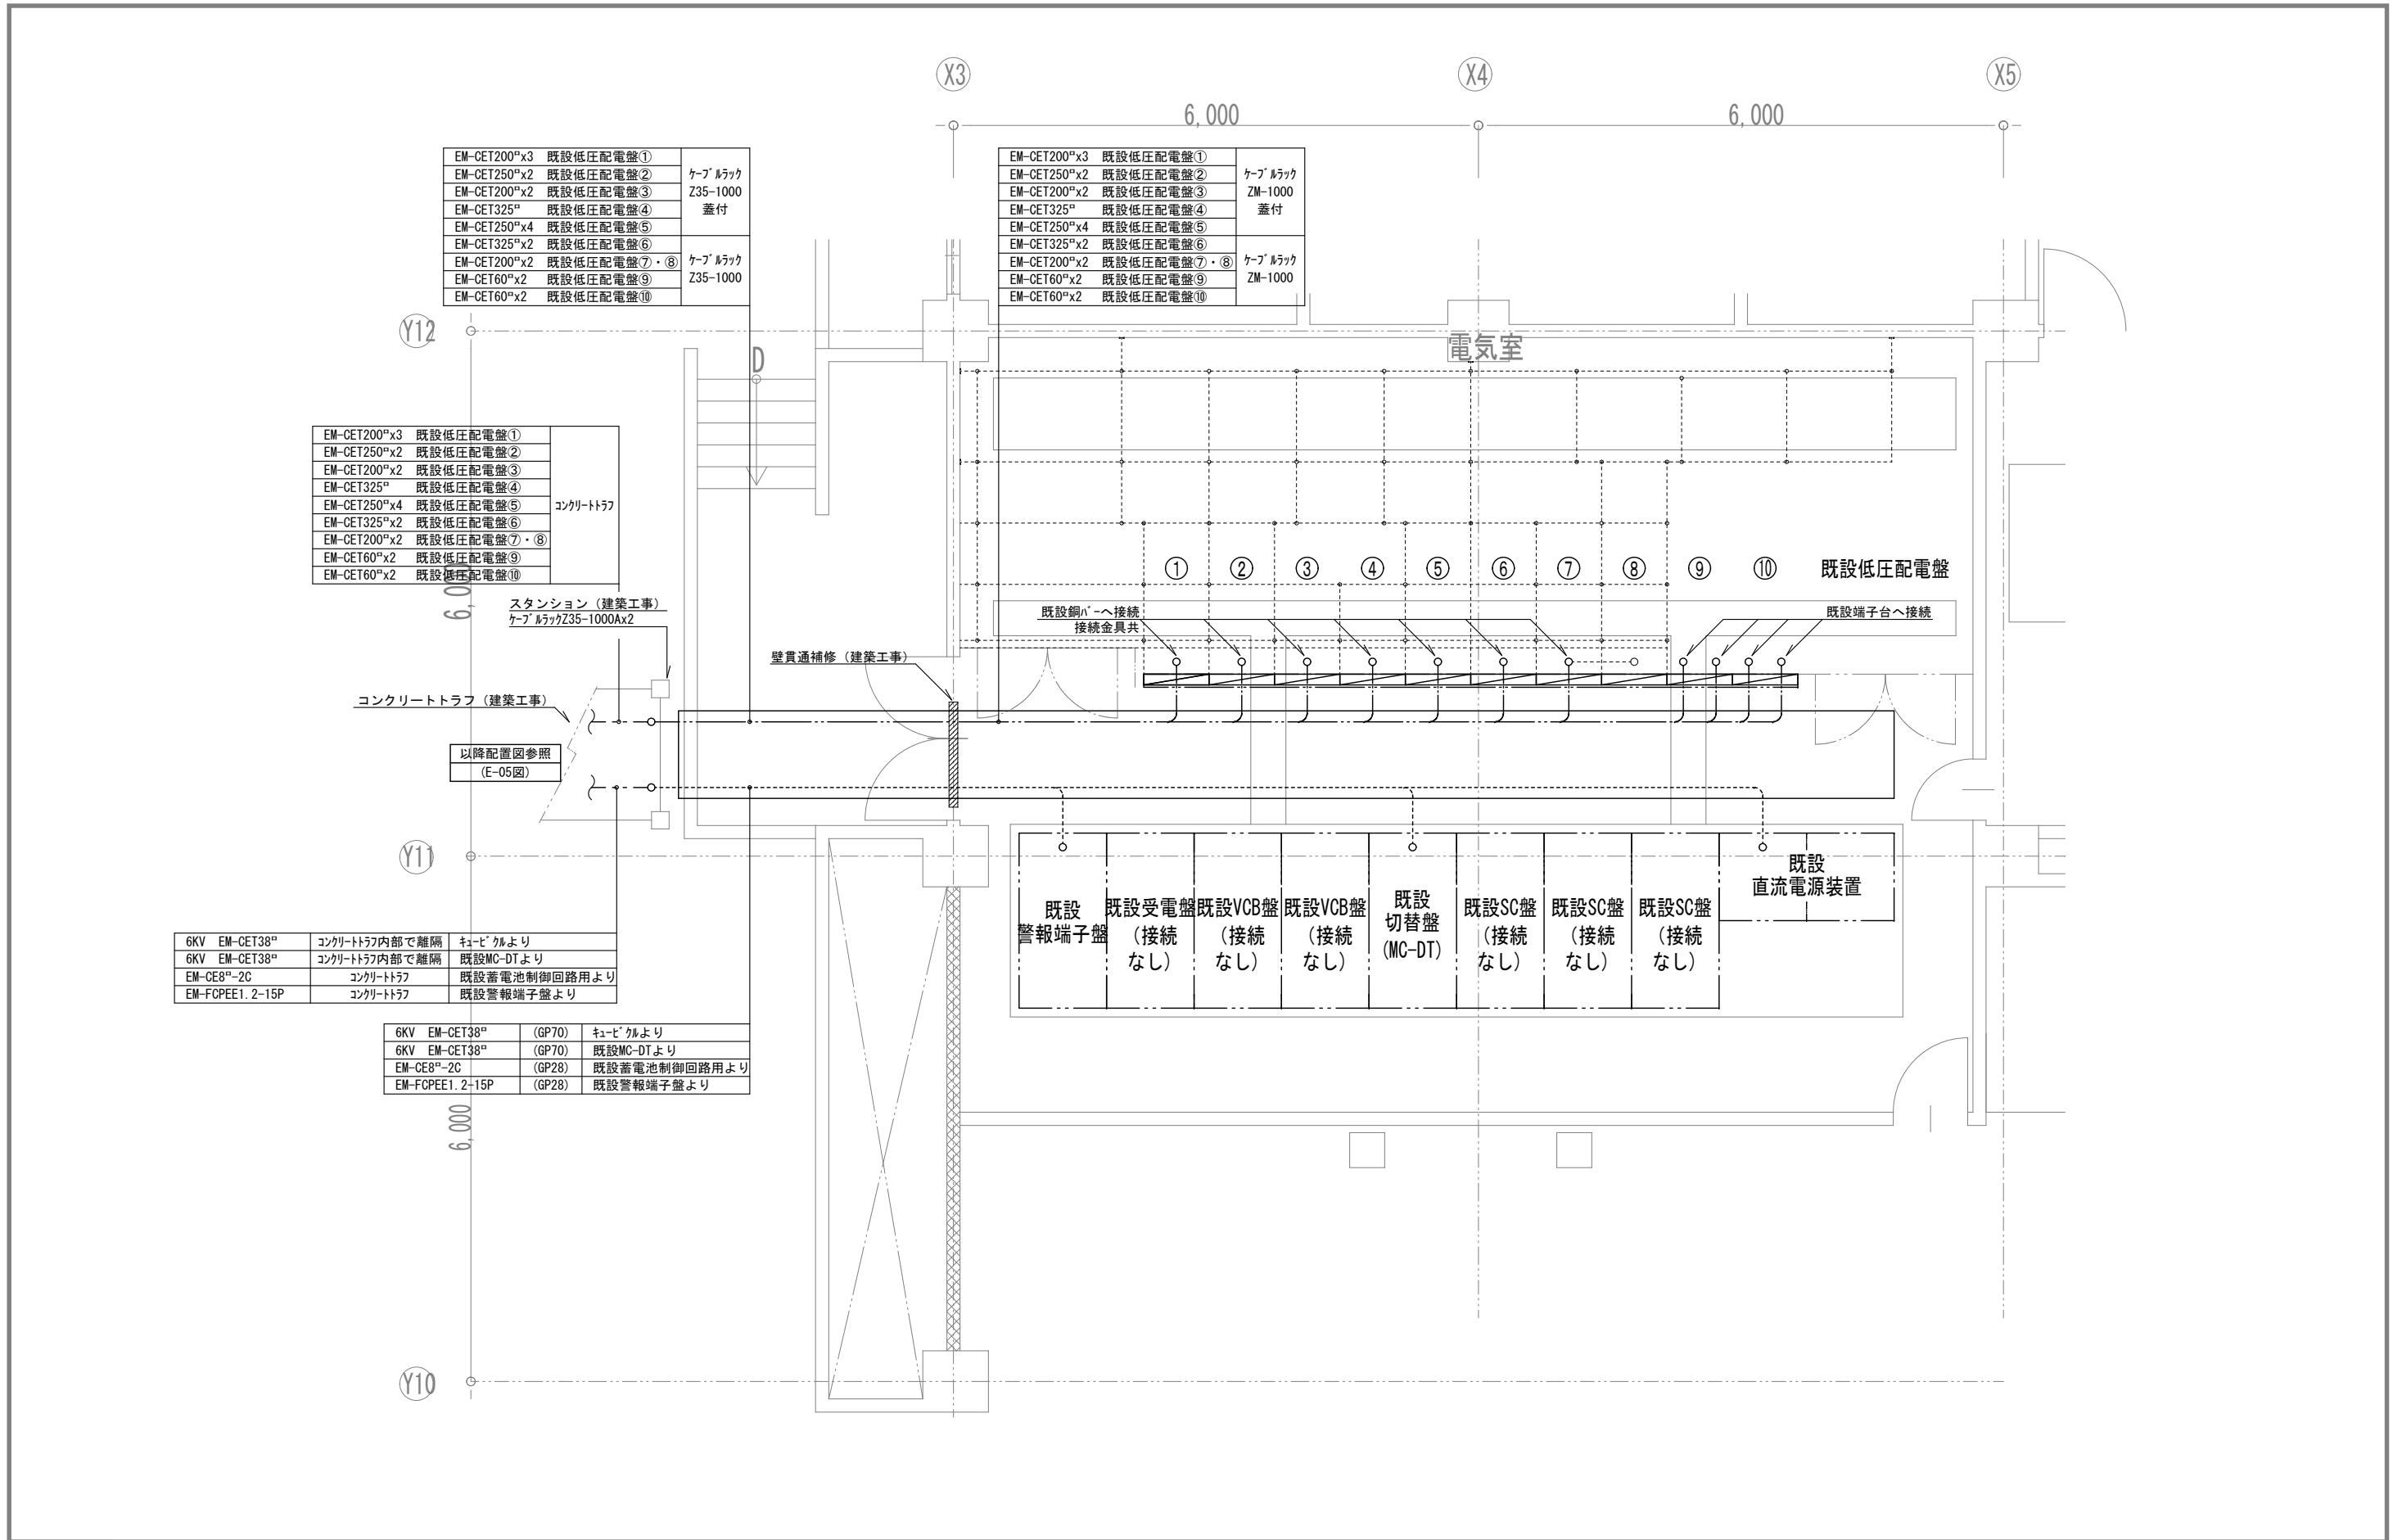 X3
X4
X5
6,000
6,000
EM-CET200□x3 既設低圧配電盤①
EM-CET250□x2 既設低圧配電盤②
EM-CET200□x2 既設低圧配電盤③
EM-CET325□ 既設低圧配電盤④
EM-CET250□x4 既設低圧配電盤⑤
EM-CET325□x2 既設低圧配電盤⑥
EM-CET200□x2 既設低圧配電盤⑦・⑧
EM-CET60□x2 既設低圧配電盤⑨
EM-CET60□x2 既設低圧配電盤⑩
ｹｰﾌﾞﾙﾗｯｸ
Z35-1000
蓋付
ｹｰﾌﾞﾙﾗｯｸ
Z35-1000
EM-CET200□x3 既設低圧配電盤①
EM-CET250□x2 既設低圧配電盤②
EM-CET200□x2 既設低圧配電盤③
EM-CET325□ 既設低圧配電盤④
EM-CET250□x4 既設低圧配電盤⑤
EM-CET325□x2 既設低圧配電盤⑥
EM-CET200□x2 既設低圧配電盤⑦・⑧
EM-CET60□x2 既設低圧配電盤⑨
EM-CET60□x2 既設低圧配電盤⑩
ｹｰﾌﾞﾙﾗｯｸ
ZM-1000
蓋付
ｹｰﾌﾞﾙﾗｯｸ
ZM-1000
Y12
D
電気室
EM-CET200□x3 既設低圧配電盤①
EM-CET250□x2 既設低圧配電盤②
EM-CET200□x2 既設低圧配電盤③
EM-CET325□ 既設低圧配電盤④
EM-CET250□x4 既設低圧配電盤⑤
EM-CET325□x2 既設低圧配電盤⑥
EM-CET200□x2 既設低圧配電盤⑦・⑧
EM-CET60□x2 既設低圧配電盤⑨
EM-CET60□x2 既設低圧配電盤⑩
ｺﾝｸﾘｰﾄﾄﾗﾌ
6,000
① ② ③ ④ ⑤ ⑥ ⑦ ⑧ ⑨ ⑩ 既設低圧配電盤
スタンション（建築工事）
ｹｰﾌﾞﾙﾗｯｸZ35-1000Ax2
既設銅ﾊﾞｰへ接続
接続金具共
既設端子台へ接続
壁貫通補修（建築工事）
コンクリートトラフ（建築工事）
以降配置図参照
(E-05図)
Y11
既設
警報端子盤
既設受電盤
（接続
なし）
既設VCB盤
（接続
なし）
既設VCB盤
（接続
なし）
既設
切替盤
(MC-DT)
既設SC盤
（接続
なし）
既設SC盤
（接続
なし）
既設SC盤
（接続
なし）
既設
直流電源装置
6KV EM-CET38□ ｺﾝｸﾘｰﾄﾄﾗﾌ内部で離隔 ｷｭｰﾋﾞｸﾙより
6KV EM-CET38□ ｺﾝｸﾘｰﾄﾄﾗﾌ内部で離隔 既設MC-DTより
EM-CE8□-2C ｺﾝｸﾘｰﾄﾄﾗﾌ 既設蓄電池制御回路用より
EM-FCPEE1.2-15P ｺﾝｸﾘｰﾄﾄﾗﾌ 既設警報端子盤より
6KV EM-CET38□ (GP70) ｷｭｰﾋﾞｸﾙより
6KV EM-CET38□ (GP70) 既設MC-DTより
EM-CE8□-2C (GP28) 既設蓄電池制御回路用より
EM-FCPEE1.2-15P (GP28) 既設警報端子盤より
6,000
Y10